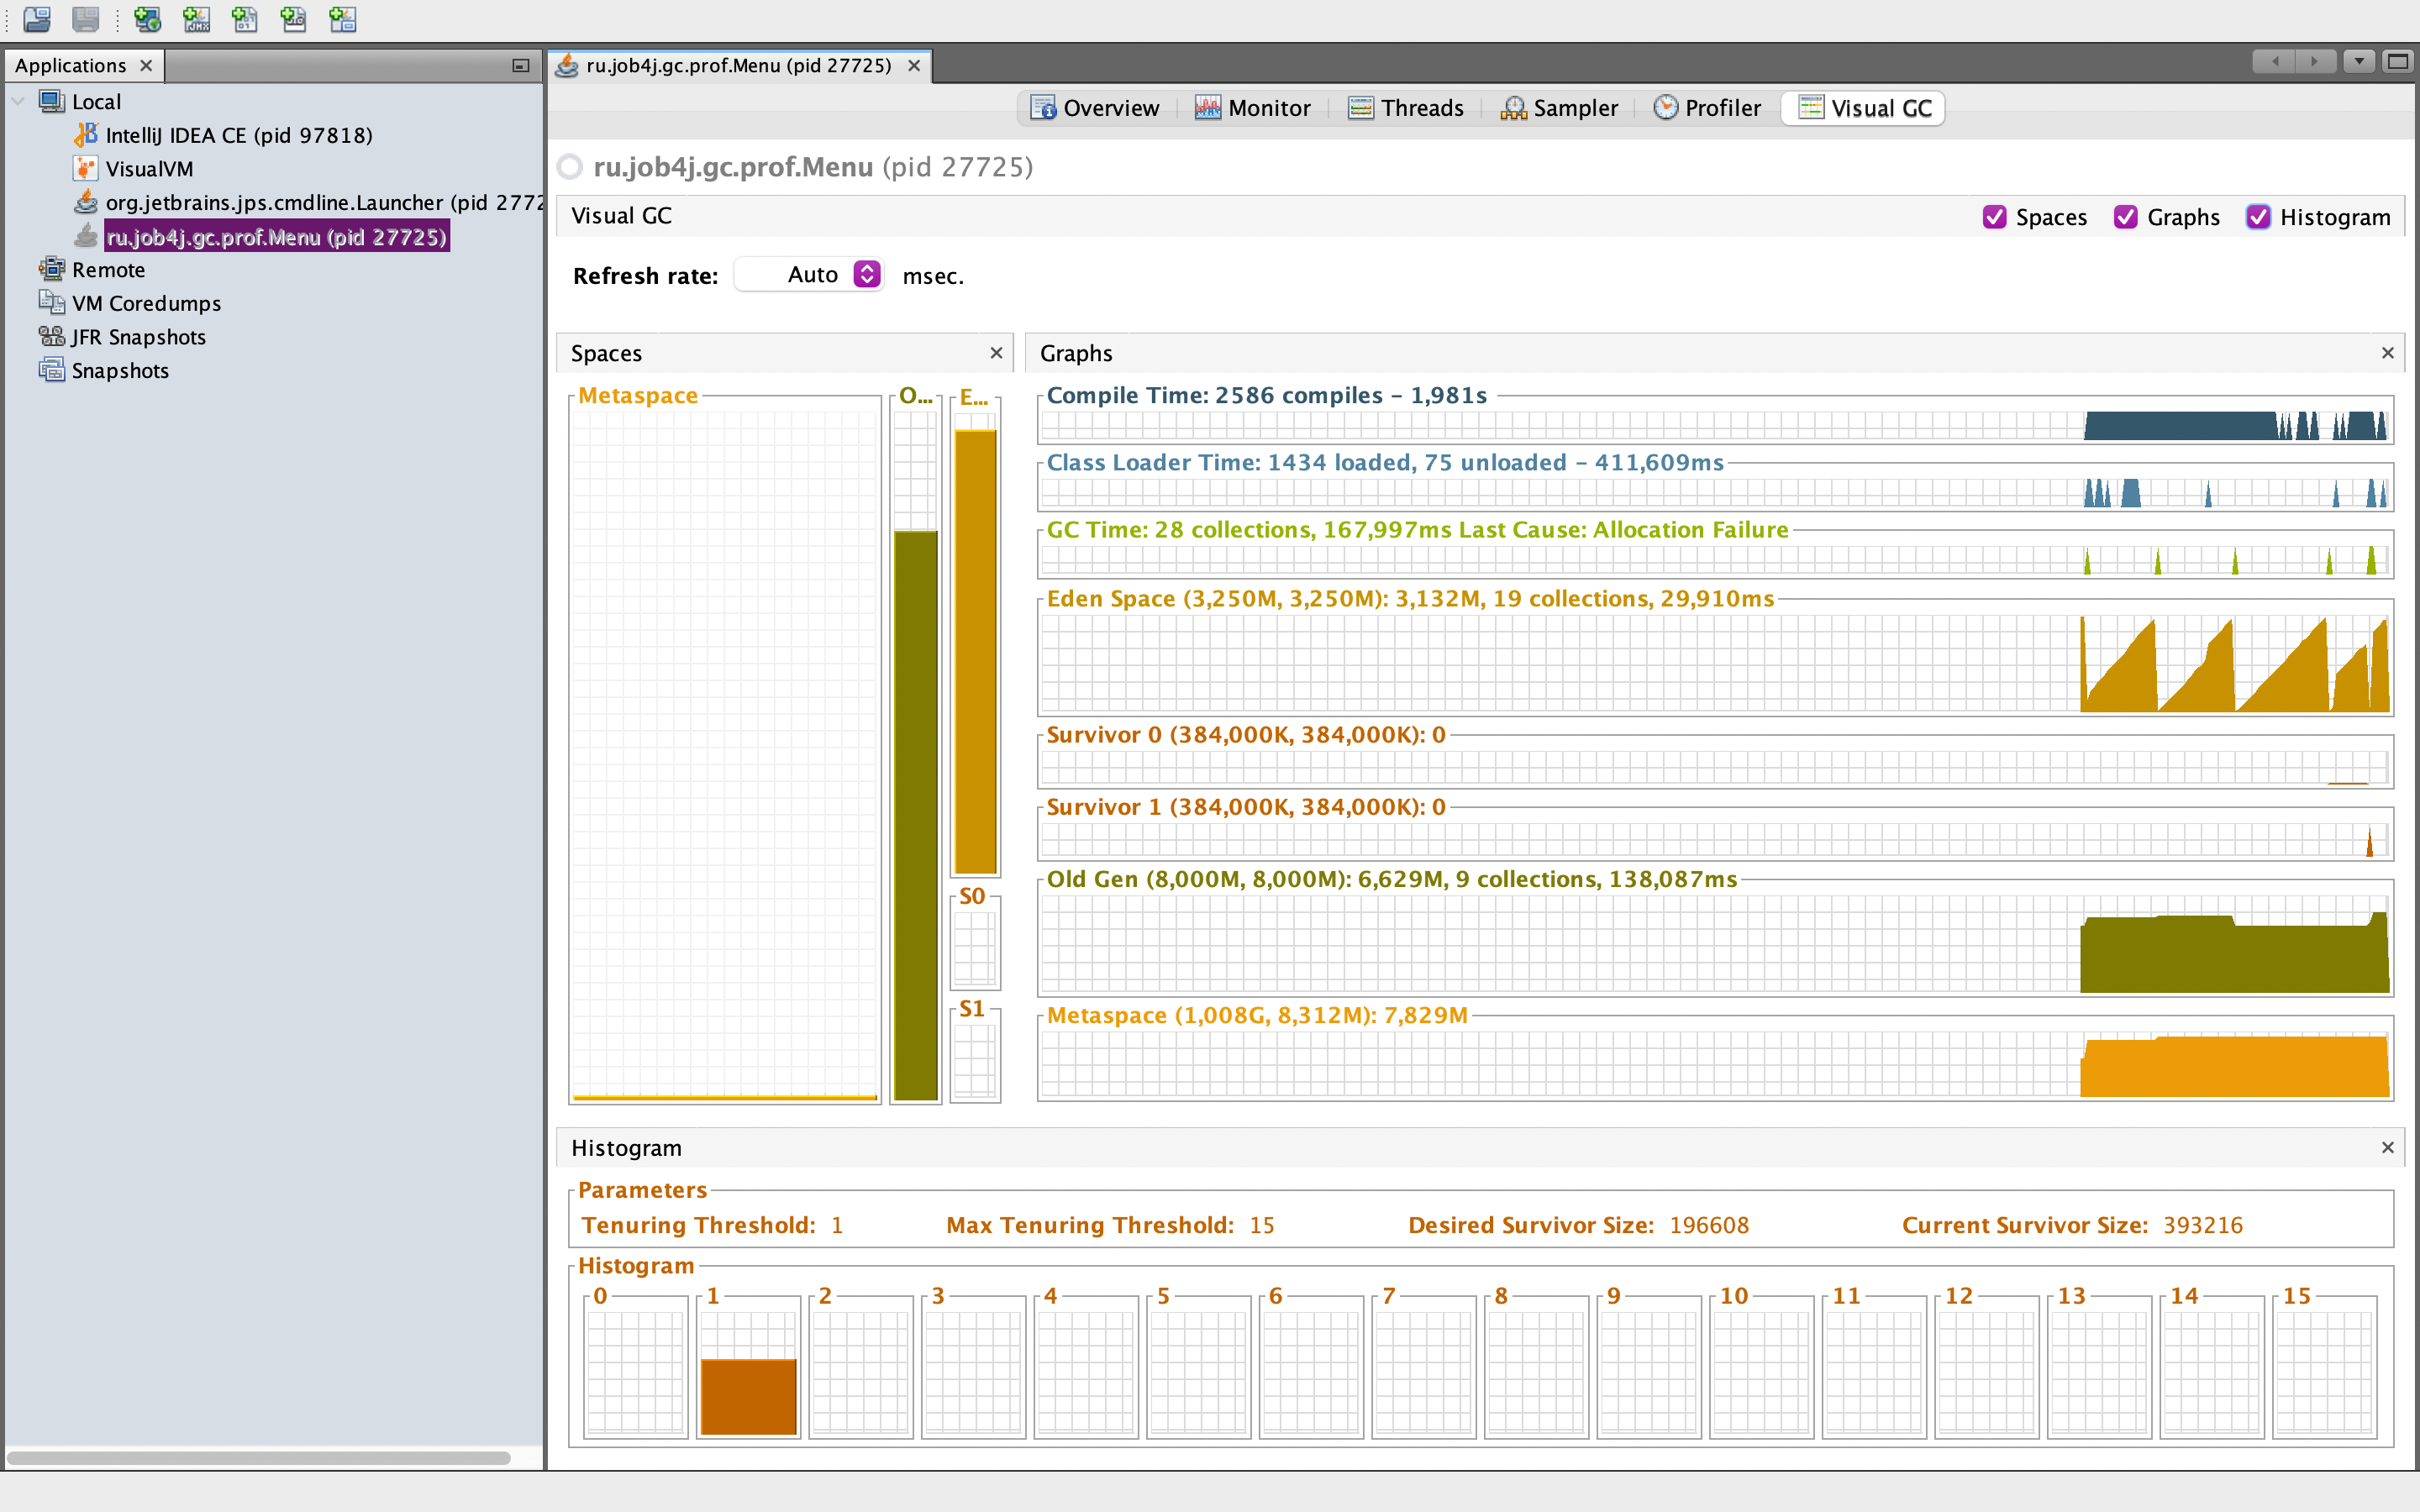 Applications
ru.job4j.gc.prof.Menu (pid 27725)
Local
IntelliJ IDEA CE (pid 97818)
VisualVM
org.jetbrains.jps.cmdline.Launcher (pid 2772
ru.job4j.gc.prof.Menu (pid 27725)
Remote
VM Coredumps
JFR Snapshots
Snapshots
Overview Monitor Threads Sampler Profiler Visual GC
ru.job4j.gc.prof.Menu (pid 27725)
Visual GC
Spaces Graphs Histogram
Refresh rate: Auto msec.
Spaces
Metaspace
O...
E...
S0
S1
Graphs
Compile Time: 2586 compiles - 1,981s
Class Loader Time: 1434 loaded, 75 unloaded - 411,609ms
GC Time: 28 collections, 167,997ms Last Cause: Allocation Failure
Eden Space (3,250M, 3,250M): 3,132M, 19 collections, 29,910ms
Survivor 0 (384,000K, 384,000K): 0
Survivor 1 (384,000K, 384,000K): 0
Old Gen (8,000M, 8,000M): 6,629M, 9 collections, 138,087ms
Metaspace (1,008G, 8,312M): 7,829M
Histogram
Parameters
Tenuring Threshold: 1 Max Tenuring Threshold: 15 Desired Survivor Size: 196608 Current Survivor Size: 393216
Histogram
0 1 2 3 4 5 6 7 8 9 10 11 12 13 14 15